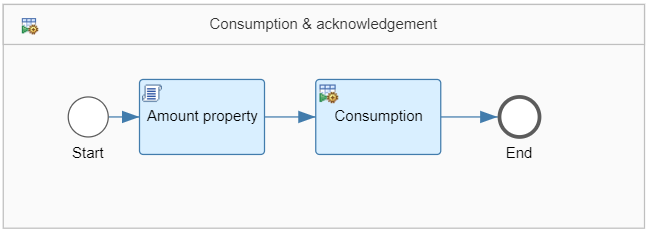 Consumption & acknowledgement
Amount property
Consumption
Start
End